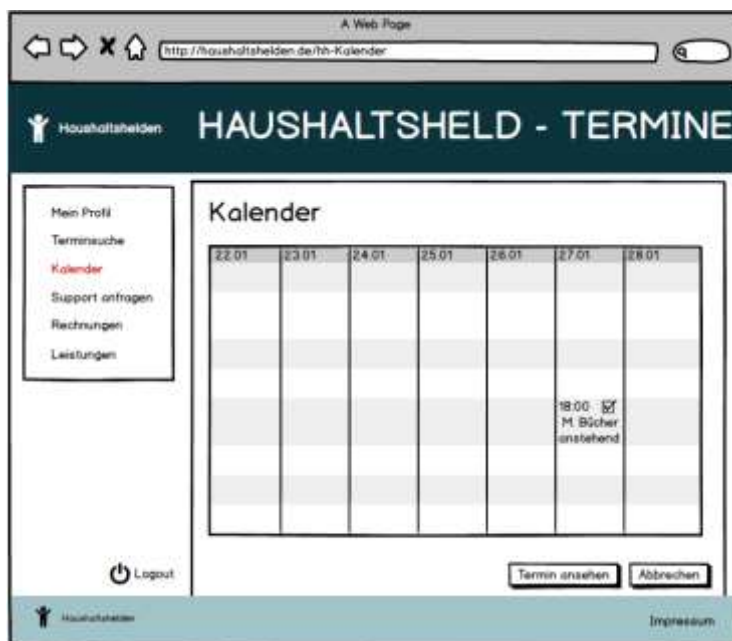 A Web Page
http://haushaltshelden.de/hh-Kalender
Haushaltshelden
HAUSHALTSHELD - TERMINE
Mein Profil
Terminsuche
Kalender
Support anfragen
Rechnungen
Leistungen
Kalender
22.01 23.01 24.01 25.01 26.01 27.01 28.01
18:00
M. Bücher
anstehend
Logout
Termin ansehen
Abbrechen
Haushaltshelden
Impressum